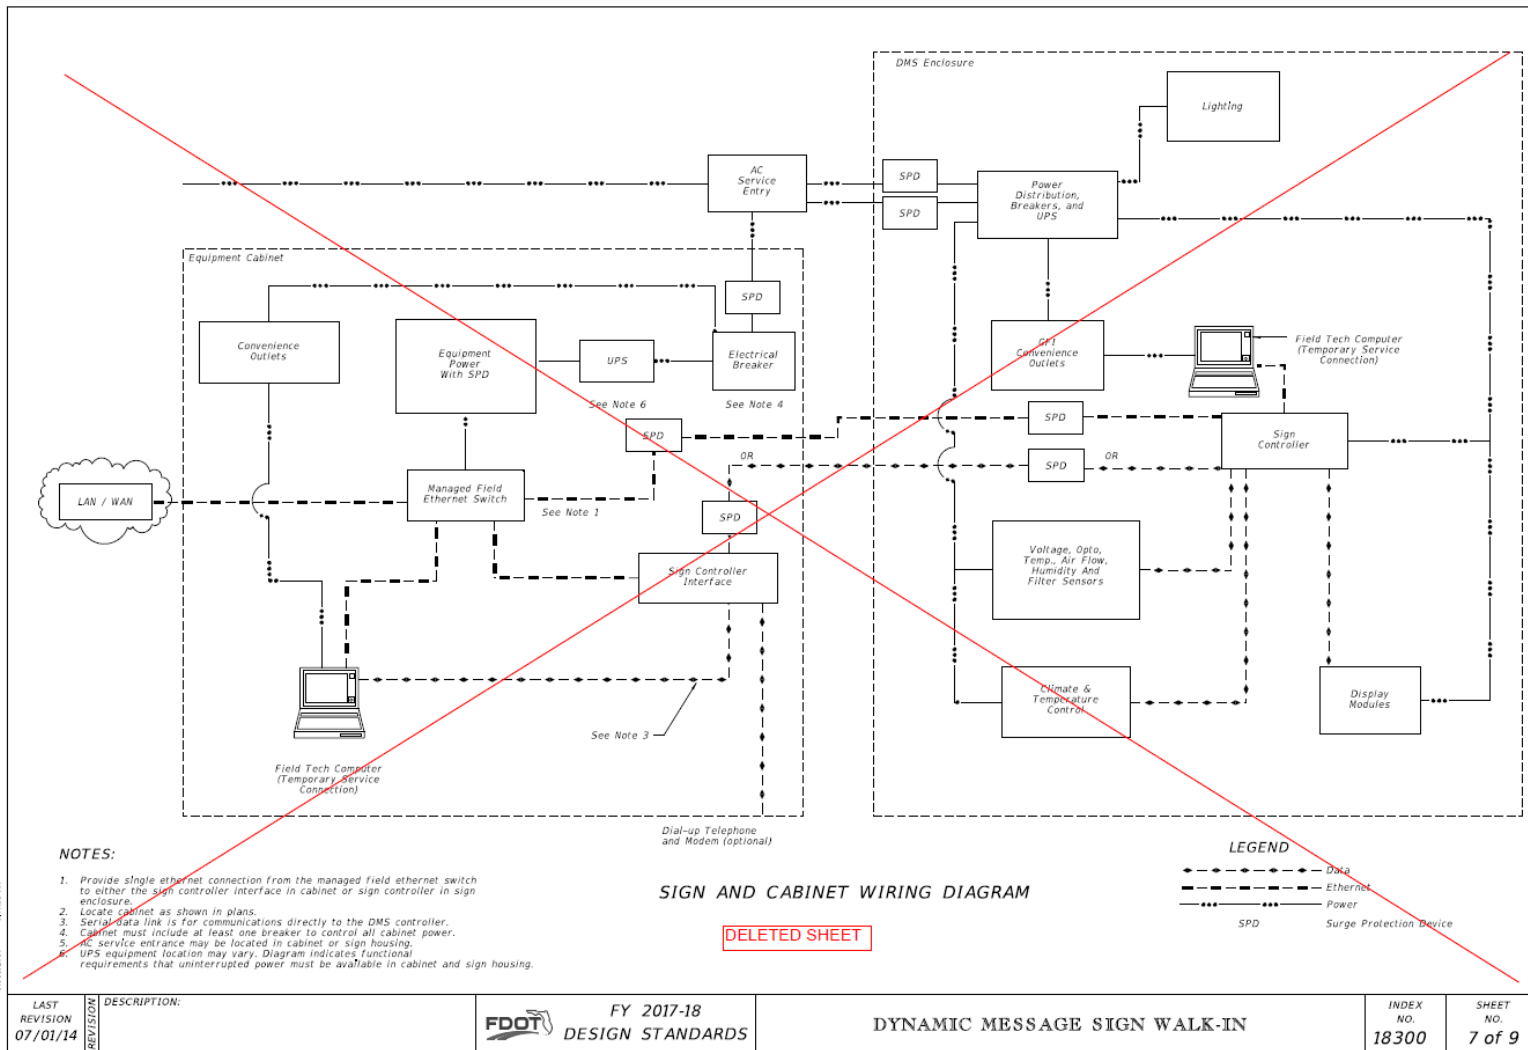 DMS Enclosure
Lighting
AC
Service
Entry
SPD
SPD
Power
Distribution,
Breakers, and
UPS
Equipment Cabinet
SPD
Convenience
Outlets
Equipment
Power
With SPD
UPS
Electrical
Breaker
GFI
Convenience
Outlets
Field Tech Computer
(Temporary Service
Connection)
See Note 6
See Note 4
SPD
SPD
Sign
Controller
OR
SPD
OR
LAN / WAN
Managed Field
Ethernet Switch
See Note 1
SPD
Sign Controller
Interface
Voltage, Opto,
Temp., Air Flow,
Humidity And
Filter Sensors
Climate &
Temperature
Control
Display
Modules
See Note 3
Field Tech Computer
(Temporary Service
Connection)
Dial-up Telephone
and Modem (optional)
NOTES:
1. Provide single ethernet connection from the managed field ethernet switch
to either the sign controller interface in cabinet or sign controller in sign
enclosure.
2. Locate cabinet as shown in plans.
3. Serial data link is for communications directly to the DMS controller.
4. Cabinet must include at least one breaker to control all cabinet power.
5. AC service entrance may be located in cabinet or sign housing.
6. UPS equipment location may vary. Diagram indicates functional
requirements that uninterrupted power must be available in cabinet and sign housing.
SIGN AND CABINET WIRING DIAGRAM
DELETED SHEET
LEGEND
Data
Ethernet
Power
SPD Surge Protection Device
LAST
REVISION
07/01/14
REVISION
DESCRIPTION:
FDOT
FY 2017-18
DESIGN STANDARDS
DYNAMIC MESSAGE SIGN WALK-IN
INDEX
NO.
18300
SHEET
NO.
7 of 9